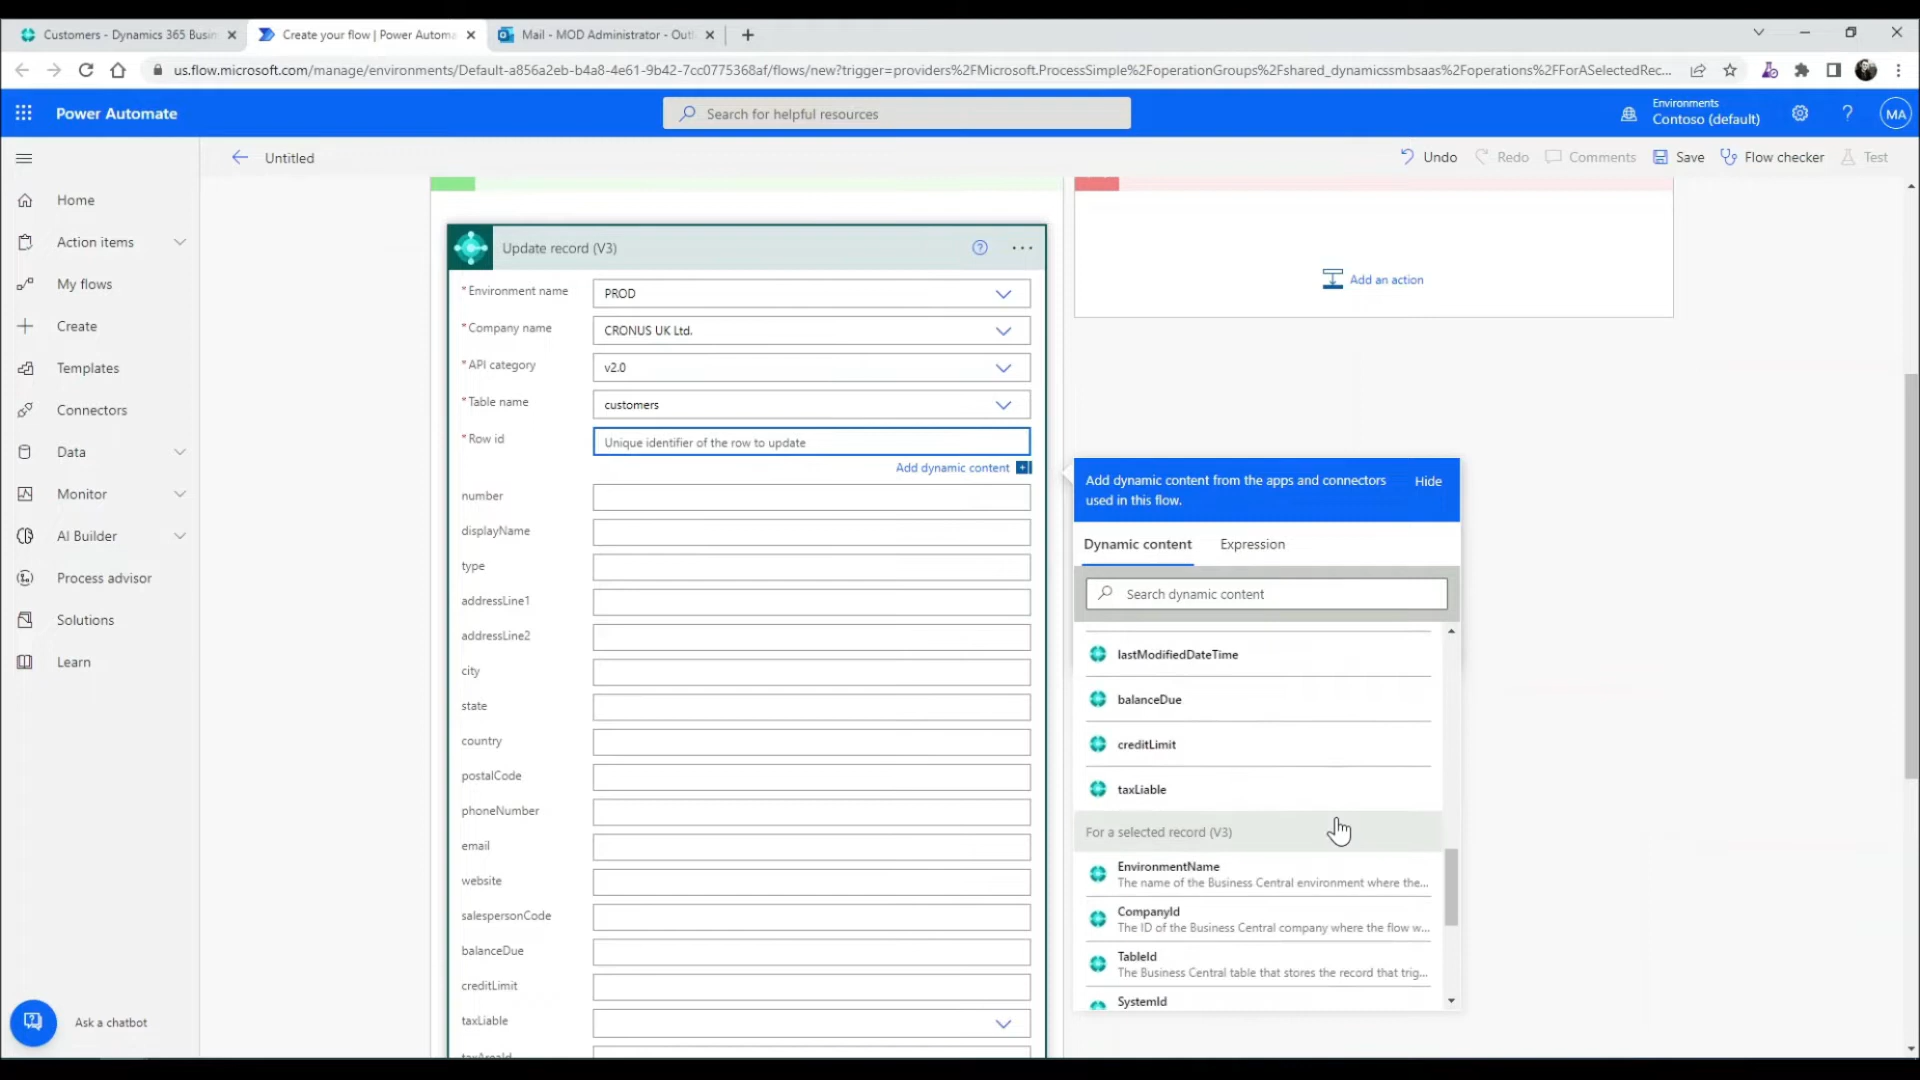 Customers - Dynamics 365 Busin
Create your flow | Power Automa
Mail - MOD Administrator - Outl
us.flow.microsoft.com/manage/environments/Default-a856a2eb-b4a8-4e61-9b42-7cc0775368af/flows/new?trigger=providers%2FMicrosoft.ProcessSimple%2FoperationGroups%2Fshared_dynamicssmbsaas%2Foperations%2FForASelectedRec...
Power Automate
Search for helpful resources
Environments
Contoso (default)
MA
Untitled
Undo
Redo
Comments
Save
Flow checker
Test
Home
Action items
My flows
Create
Templates
Connectors
Data
Monitor
AI Builder
Process advisor
Solutions
Learn
Ask a chatbot
Update record (V3)
* Environment name
PROD
* Company name
CRONUS UK Ltd.
* API category
v2.0
* Table name
customers
* Row id
Unique identifier of the row to update
Add dynamic content
number
displayName
type
addressLine1
addressLine2
city
state
country
postalCode
phoneNumber
email
website
salespersonCode
balanceDue
creditLimit
taxLiable
Add an action
Add dynamic content from the apps and connectors
used in this flow.
Hide
Dynamic content
Expression
Search dynamic content
lastModifiedDateTime
balanceDue
creditLimit
taxLiable
For a selected record (V3)
EnvironmentName
The name of the Business Central environment where the...
CompanyId
The ID of the Business Central company where the flow w...
TableId
The Business Central table that stores the record that trig...
SystemId